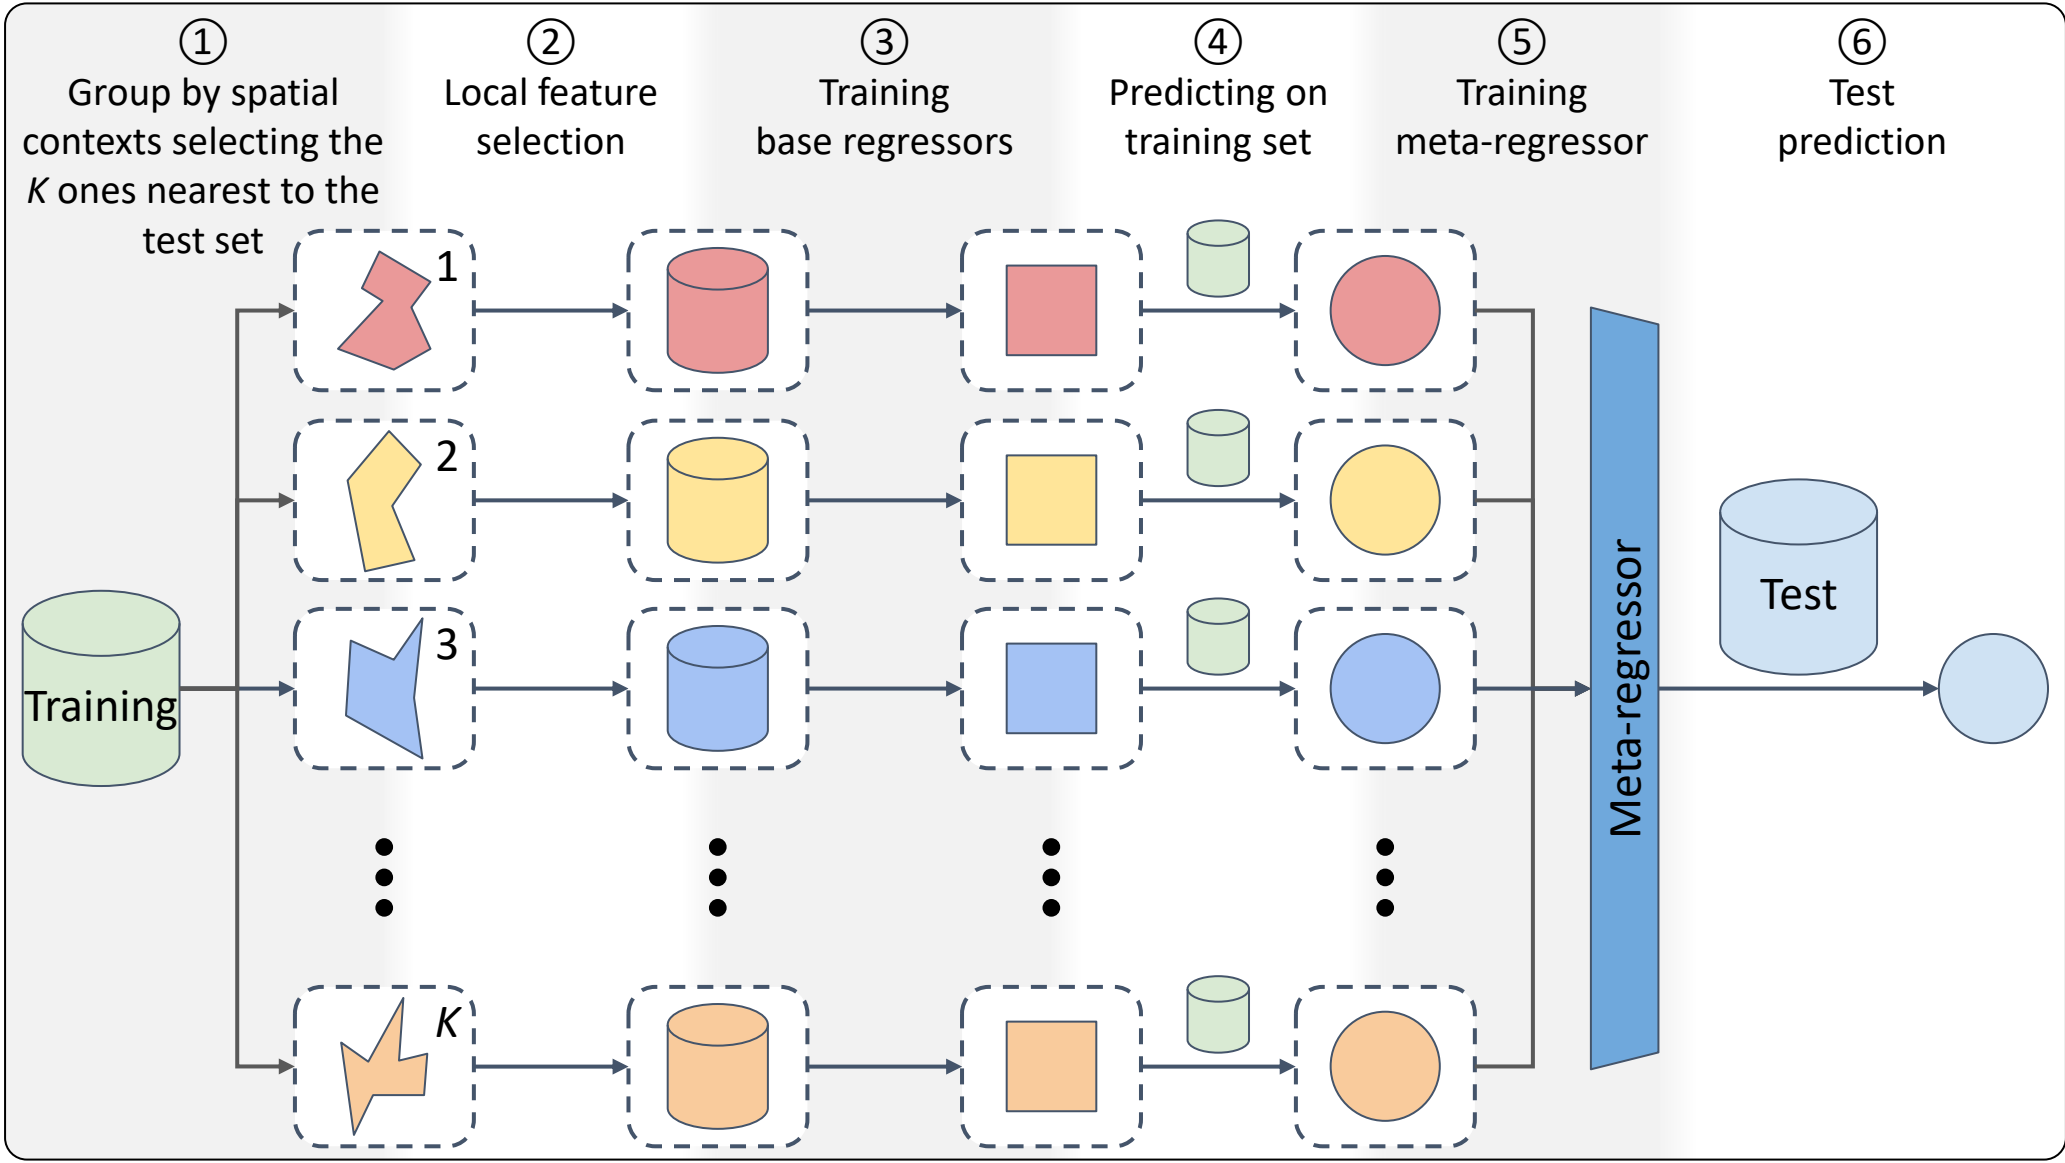 ①
Group by spatial
contexts selecting the
K ones nearest to the
test set
②
Local feature
selection
③
Training
base regressors
④
Predicting on
training set
⑤
Training
meta-regressor
⑥
Test
prediction
1
2
3
K
Training
Meta-regressor
Test